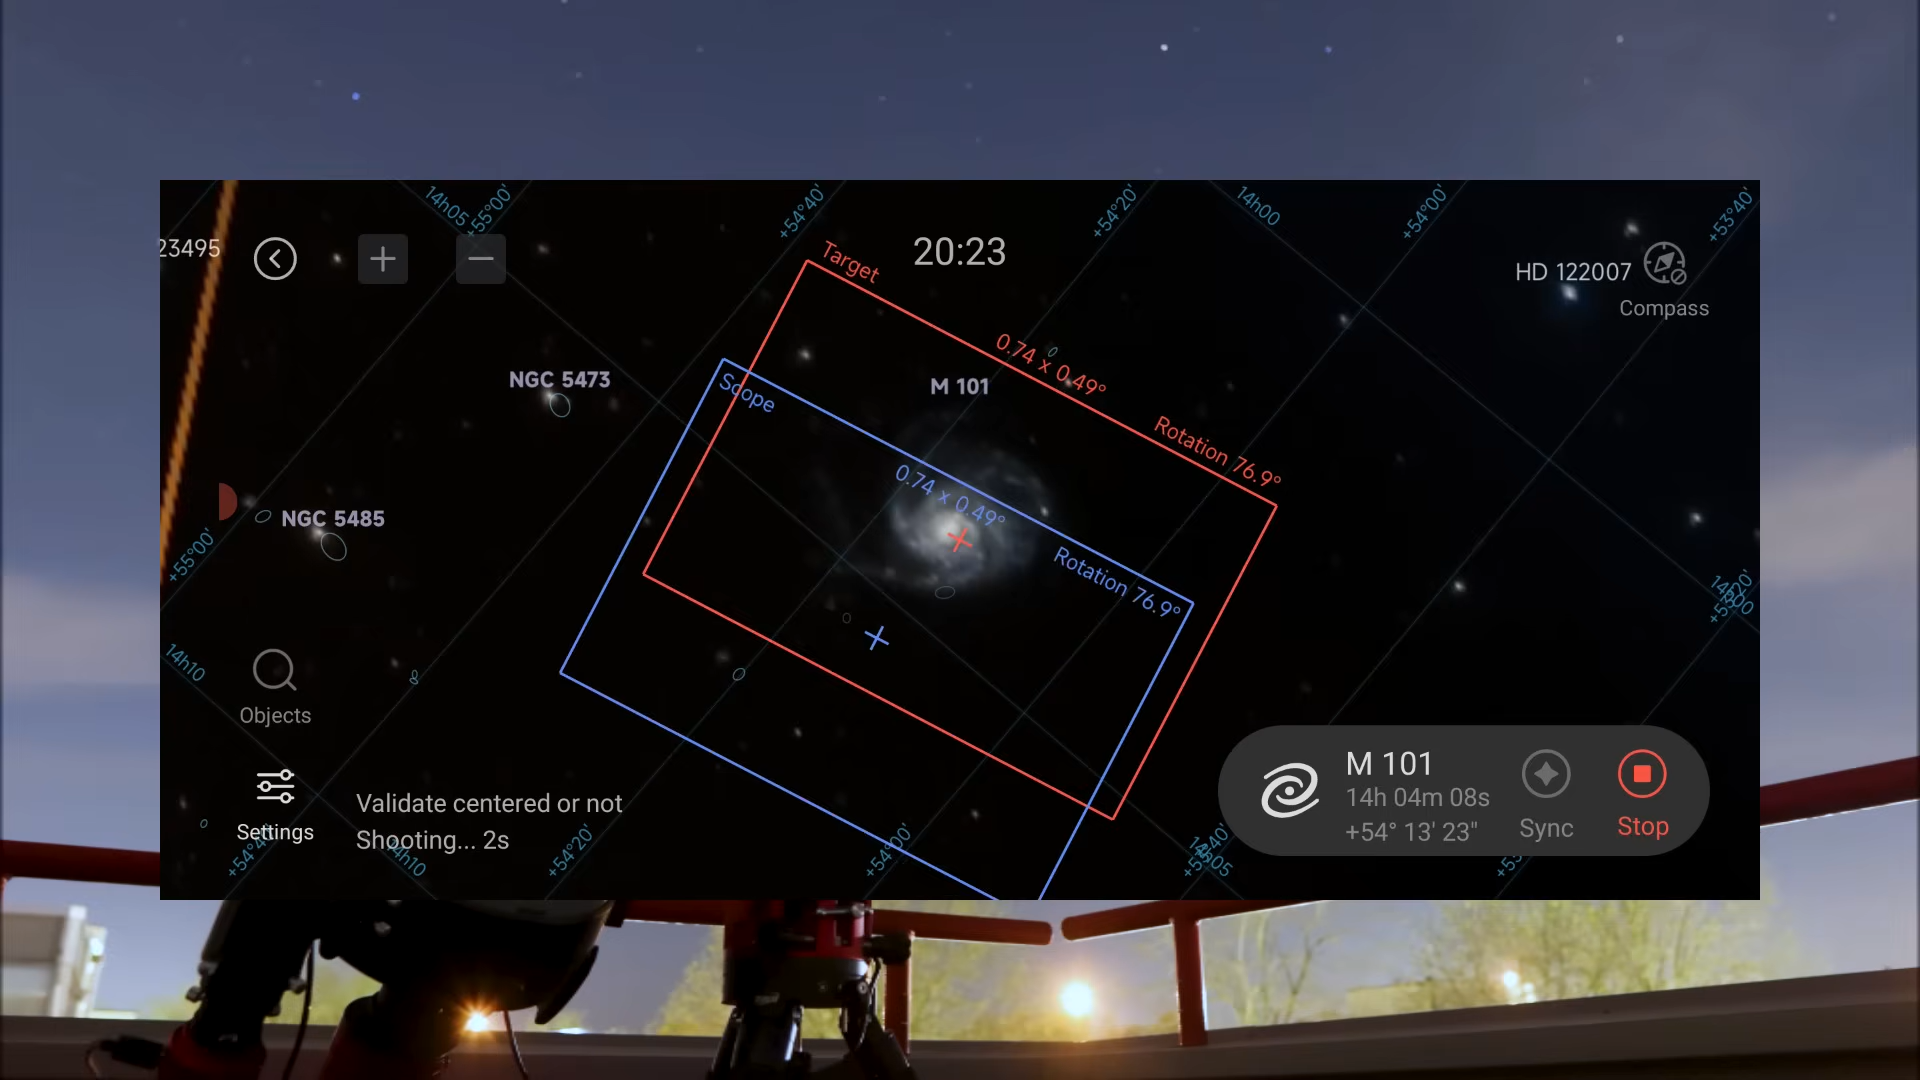 14h05
+55°00'
+54°40'
+54°20'
14h00
+54°00'
+53°40'
23495
20:23
Target
HD 122007
Compass
0.74 x 0.49°
NGC 5473
M 101
Scope
Rotation 76.9°
0.74 x 0.49°
NGC 5485
+55°00'
Rotation 76.9°
14h10
Objects
M 101
14h 04m 08s
+54° 13' 23"
Sync
Stop
Settings
Validate centered or not
Shooting... 2s
14h10
+54°20'
+54°00'
14h05